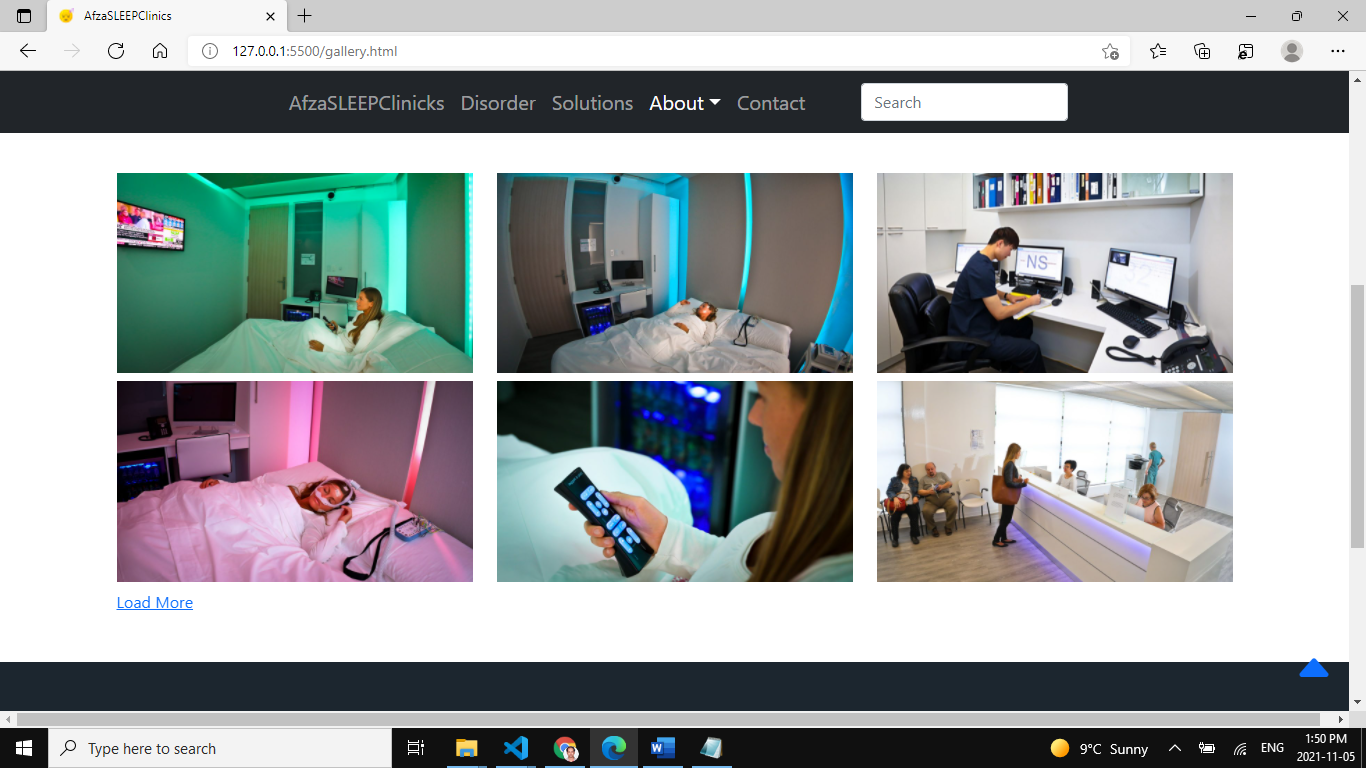 AfzaSLEEPClinics
127.0.0.1:5500/gallery.html
AfzaSLEEPClinicks Disorder Solutions About Contact Search
NS
32
Load More
Type here to search
9°C Sunny
ENG
1:50 PM
2021-11-05